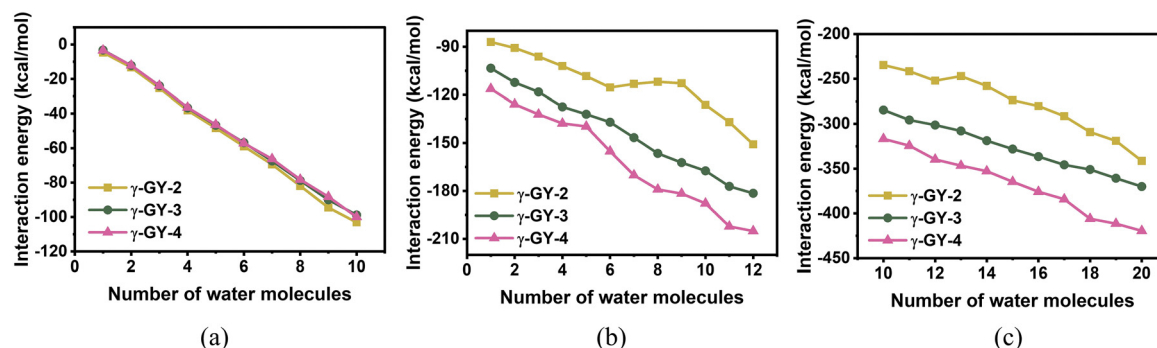 Interaction energy (kcal/mol)
0
-20
-40
-60
-80
-100
-120
γ-GY-2
γ-GY-3
γ-GY-4
0 2 4 6 8 10 12
Number of water molecules
(a)
Interaction energy (kcal/mol)
-90
-120
-150
-180
-210
γ-GY-2
γ-GY-3
γ-GY-4
0 2 4 6 8 10 12
Number of water molecules
(b)
Interaction energy (kcal/mol)
-200
-250
-300
-350
-400
-450
γ-GY-2
γ-GY-3
γ-GY-4
10 12 14 16 18 20
Number of water molecules
(c)